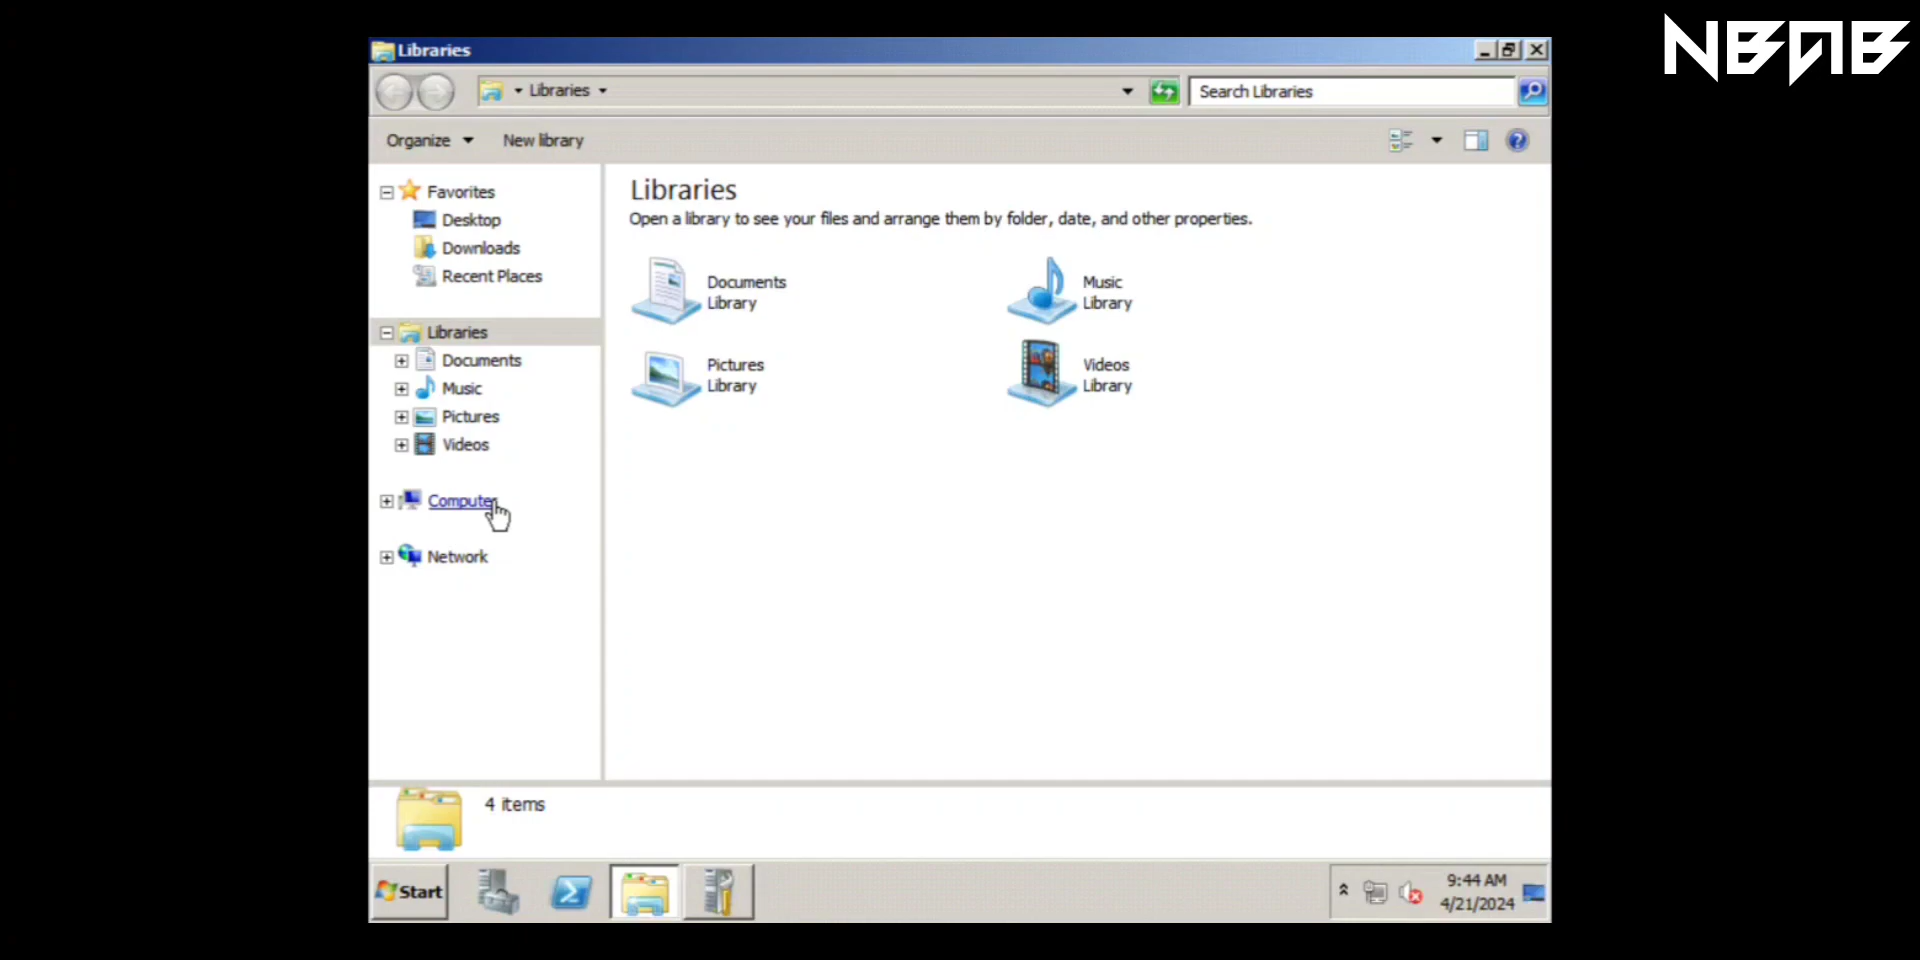 NBAB
Libraries
Libraries
Search Libraries
Organize
New library
Favorites
Desktop
Downloads
Recent Places
Libraries
Documents
Music
Pictures
Videos
Computer
Network
Libraries
Open a library to see your files and arrange them by folder, date, and other properties.
Documents
Library
Music
Library
Pictures
Library
Videos
Library
4 items
Start
9:44 AM
4/21/2024